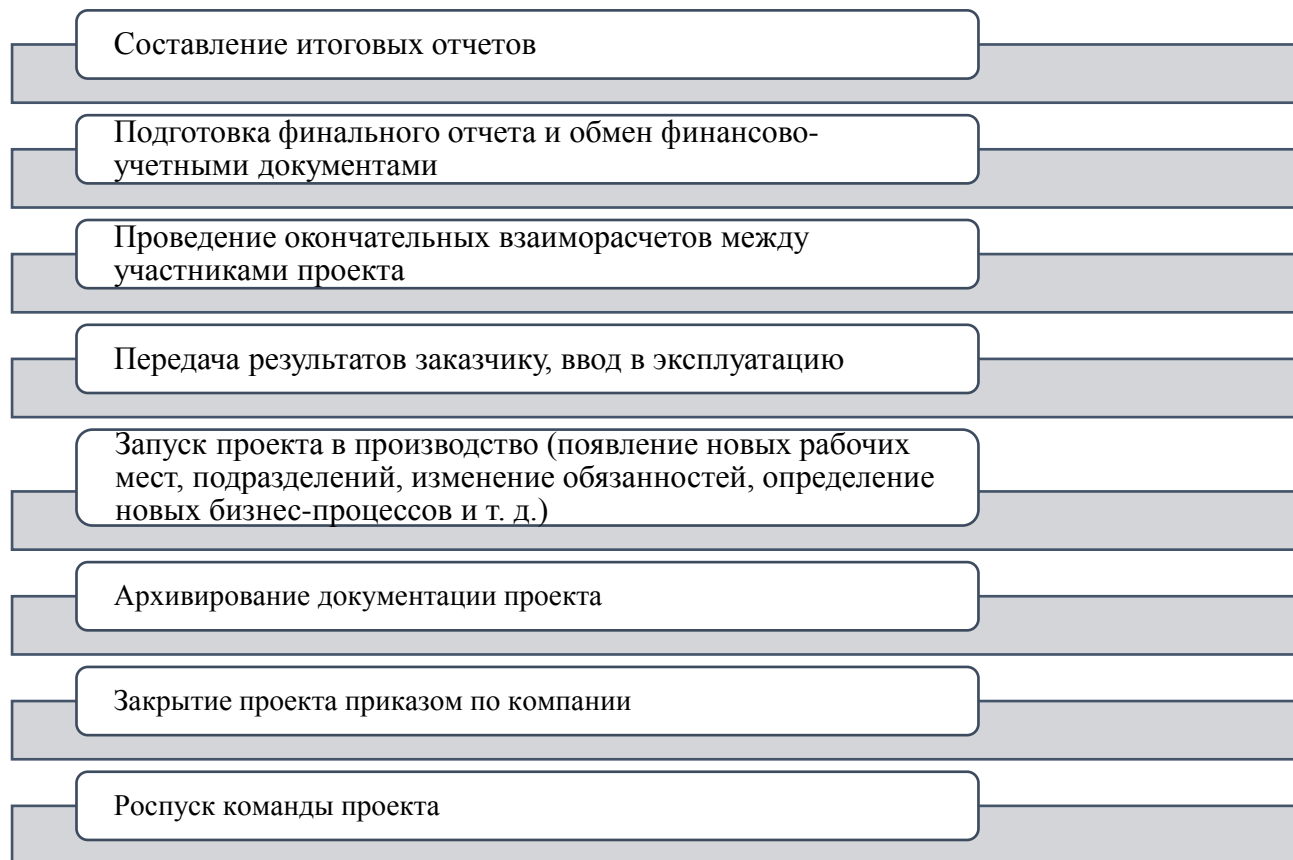 Составление итоговых отчетов
Подготовка финального отчета и обмен финансово-
учетными документами
Проведение окончательных взаиморасчетов между
участниками проекта
Передача результатов заказчику, ввод в эксплуатацию
Запуск проекта в производство (появление новых рабочих
мест, подразделений, изменение обязанностей, определение
новых бизнес-процессов и т. д.)
Архивирование документации проекта
Закрытие проекта приказом по компании
Роспуск команды проекта